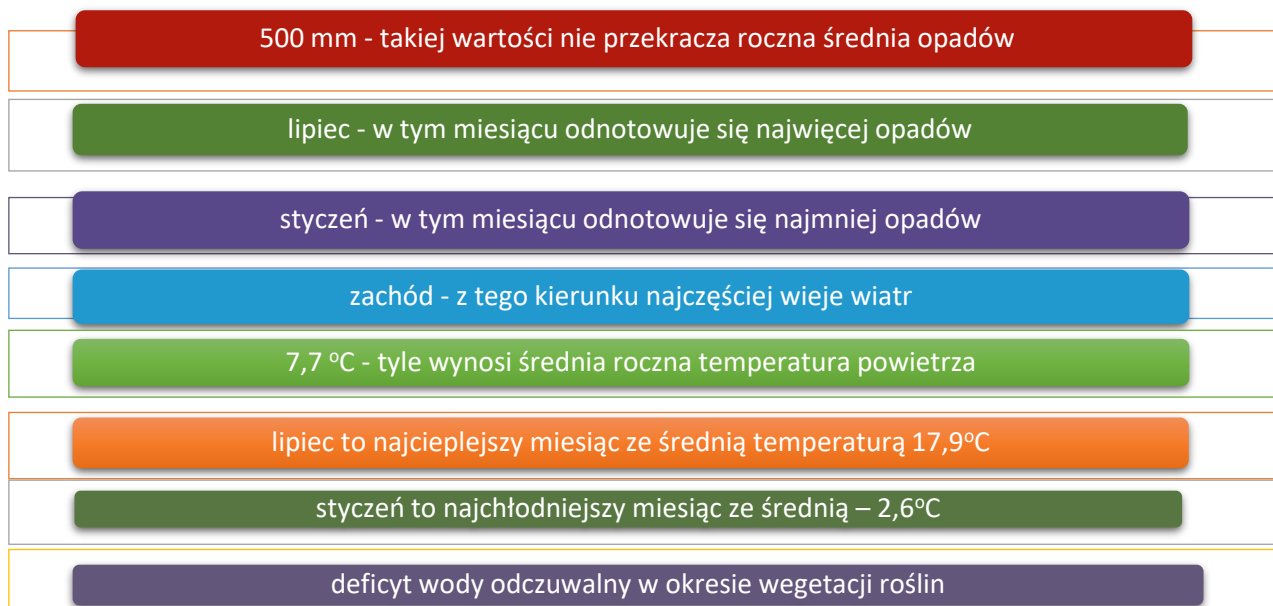 500 mm - takiej wartości nie przekracza roczna średnia opadów
lipiec - w tym miesiącu odnotowuje się najwięcej opadów
styczeń - w tym miesiącu odnotowuje się najmniej opadów
zachód - z tego kierunku najczęściej wieje wiatr
7,7 °C - tyle wynosi średnia roczna temperatura powietrza
lipiec to najcieplejszy miesiąc ze średnią temperaturą 17,9°C
styczeń to najchłodniejszy miesiąc ze średnią – 2,6°C
deficyt wody odczuwalny w okresie wegetacji roślin